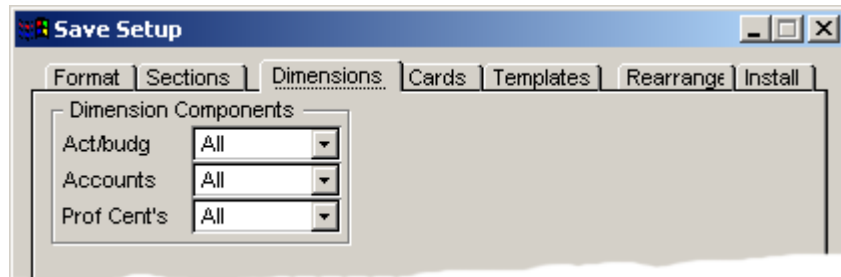 Save Setup
Format Sections Dimensions Cards Templates Rearrange Install
Dimension Components
Act/budg All
Accounts All
Prof Cent's All